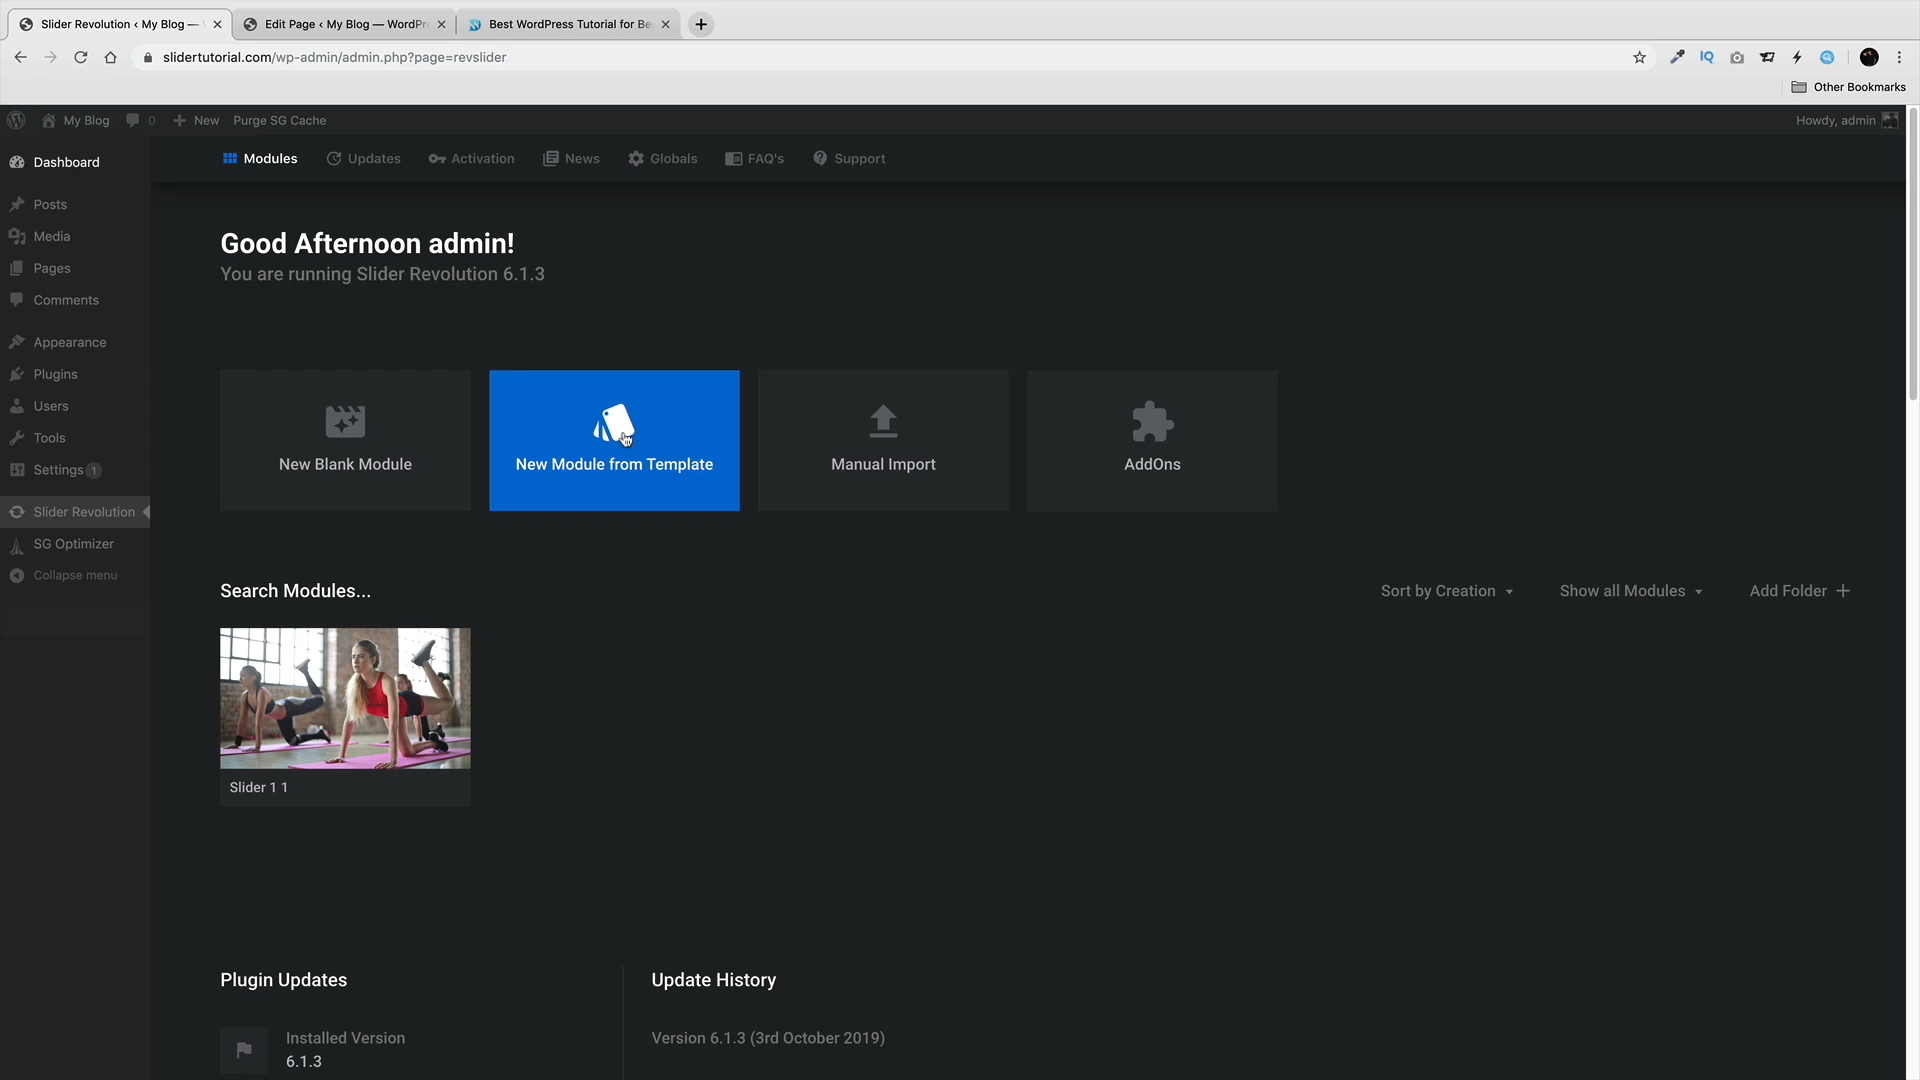 Slider Revolution ‹ My Blog —
Edit Page ‹ My Blog — WordPr
Best WordPress Tutorial for Be
slidertutorial.com/wp-admin/admin.php?page=revslider
IQ
Other Bookmarks
My Blog
0
New
Purge SG Cache
Howdy, admin
Dashboard
Posts
Media
Pages
Comments
Appearance
Plugins
Users
Tools
Settings 1
Slider Revolution
SG Optimizer
Collapse menu
Modules
Updates
Activation
News
Globals
FAQ's
Support
Good Afternoon admin!
You are running Slider Revolution 6.1.3
New Blank Module
New Module from Template
Manual Import
AddOns
Search Modules...
Sort by Creation
Show all Modules
Add Folder
Slider 1 1
Plugin Updates
Update History
Installed Version
6.1.3
Version 6.1.3 (3rd October 2019)